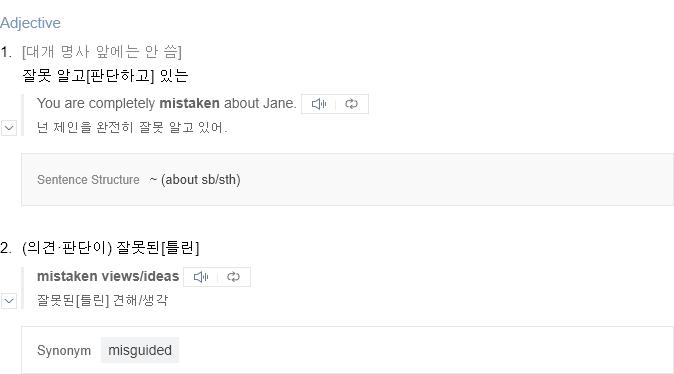 Adjective
1. [대개 명사 앞에는 안 씀]
잘못 알고[판단하고] 있는
You are completely mistaken about Jane.
넌 제인을 완전히 잘못 알고 있어.
Sentence Structure ~ (about sb/sth)
2. (의견·판단이) 잘못된[틀린]
mistaken views/ideas
잘못된[틀린] 견해/생각
Synonym misguided